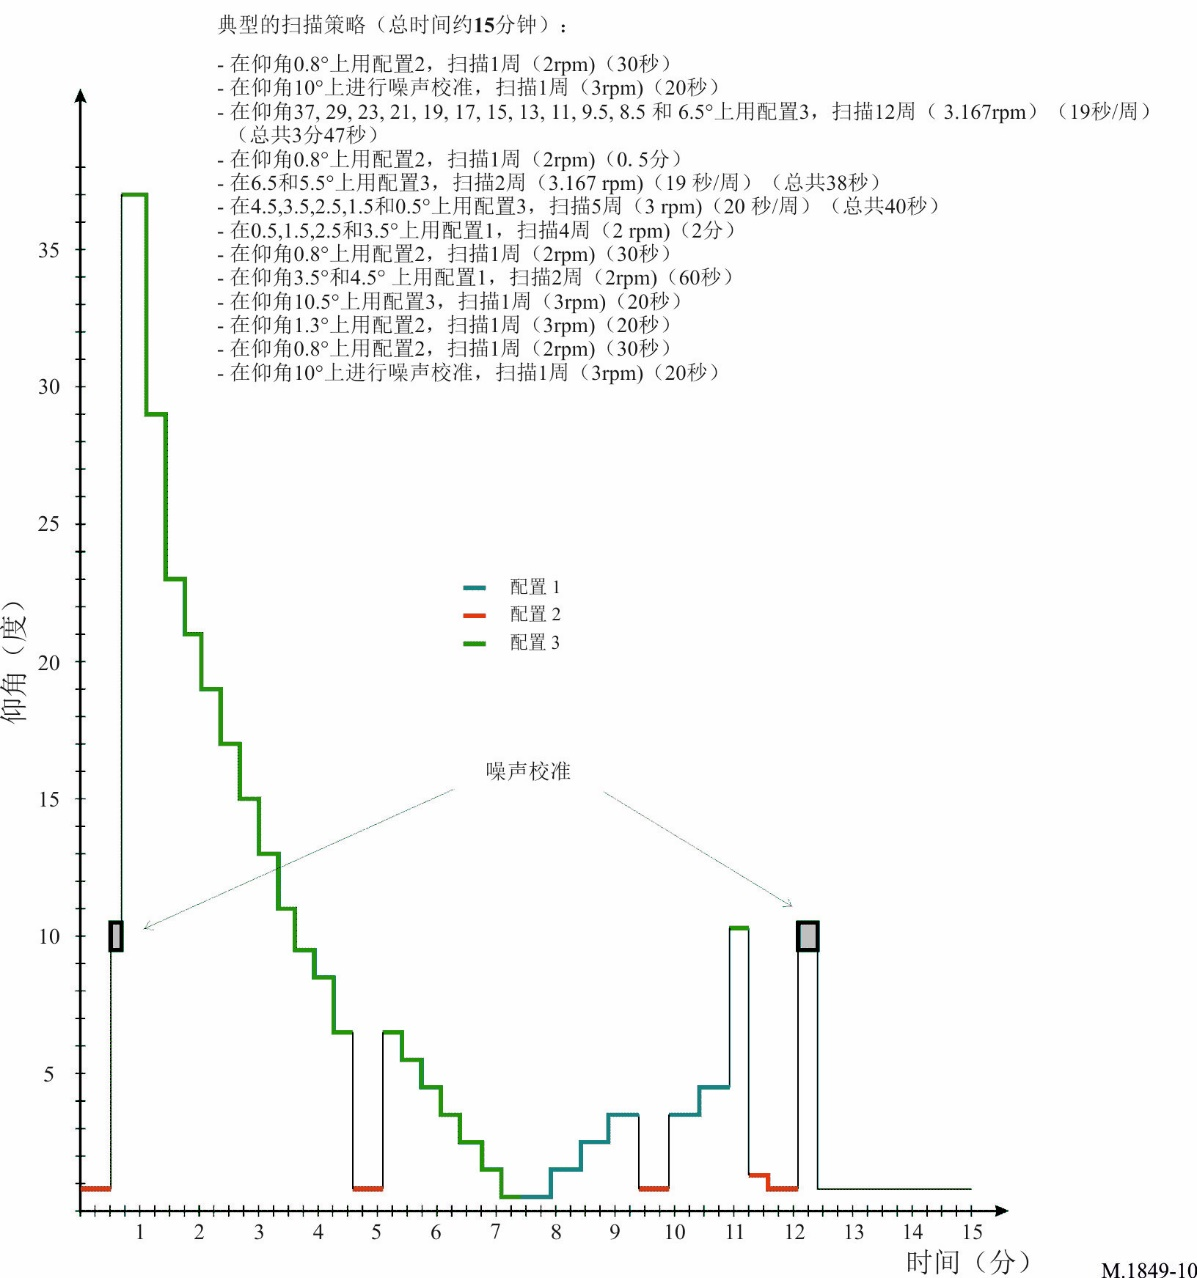 典型的扫描策略（总时间约15分钟）：
- 在仰角0.8°上用配置2，扫描1周（2rpm)（30秒）
- 在仰角10°上进行噪声校准，扫描1周（3rpm)（20秒）
- 在仰角37, 29, 23, 21, 19, 17, 15, 13, 11, 9.5, 8.5 和 6.5°上用配置3，扫描12周（ 3.167rpm）（19秒/周）
（总共3分47秒）
- 在仰角0.8°上用配置2，扫描1周（2rpm)（0. 5分）
- 在6.5和5.5°上用配置3，扫描2周（3.167 rpm)（19 秒/周）（总共38秒）
- 在4.5,3.5,2.5,1.5和0.5°上用配置3，扫描5周（3 rpm)（20 秒/周）（总共40秒）
- 在0.5,1.5,2.5和3.5°上用配置1，扫描4周（2 rpm)（2分）
- 在仰角0.8°上用配置2，扫描1周（2rpm)（30秒）
- 在仰角3.5°和4.5° 上用配置1，扫描2周（2rpm)（60秒）
- 在仰角10.5°上用配置3，扫描1周（3rpm)（20秒）
- 在仰角1.3°上用配置2，扫描1周（3rpm)（20秒）
- 在仰角0.8°上用配置2，扫描1周（2rpm)（30秒）
- 在仰角10°上进行噪声校准，扫描1周（3rpm)（20秒）
35
30
25
20
15
10
5
仰角（度）
配置 1
配置 2
配置 3
噪声校准
1 2 3 4 5 6 7 8 9 10 11 12 13 14 15
时间（分）
M.1849-10